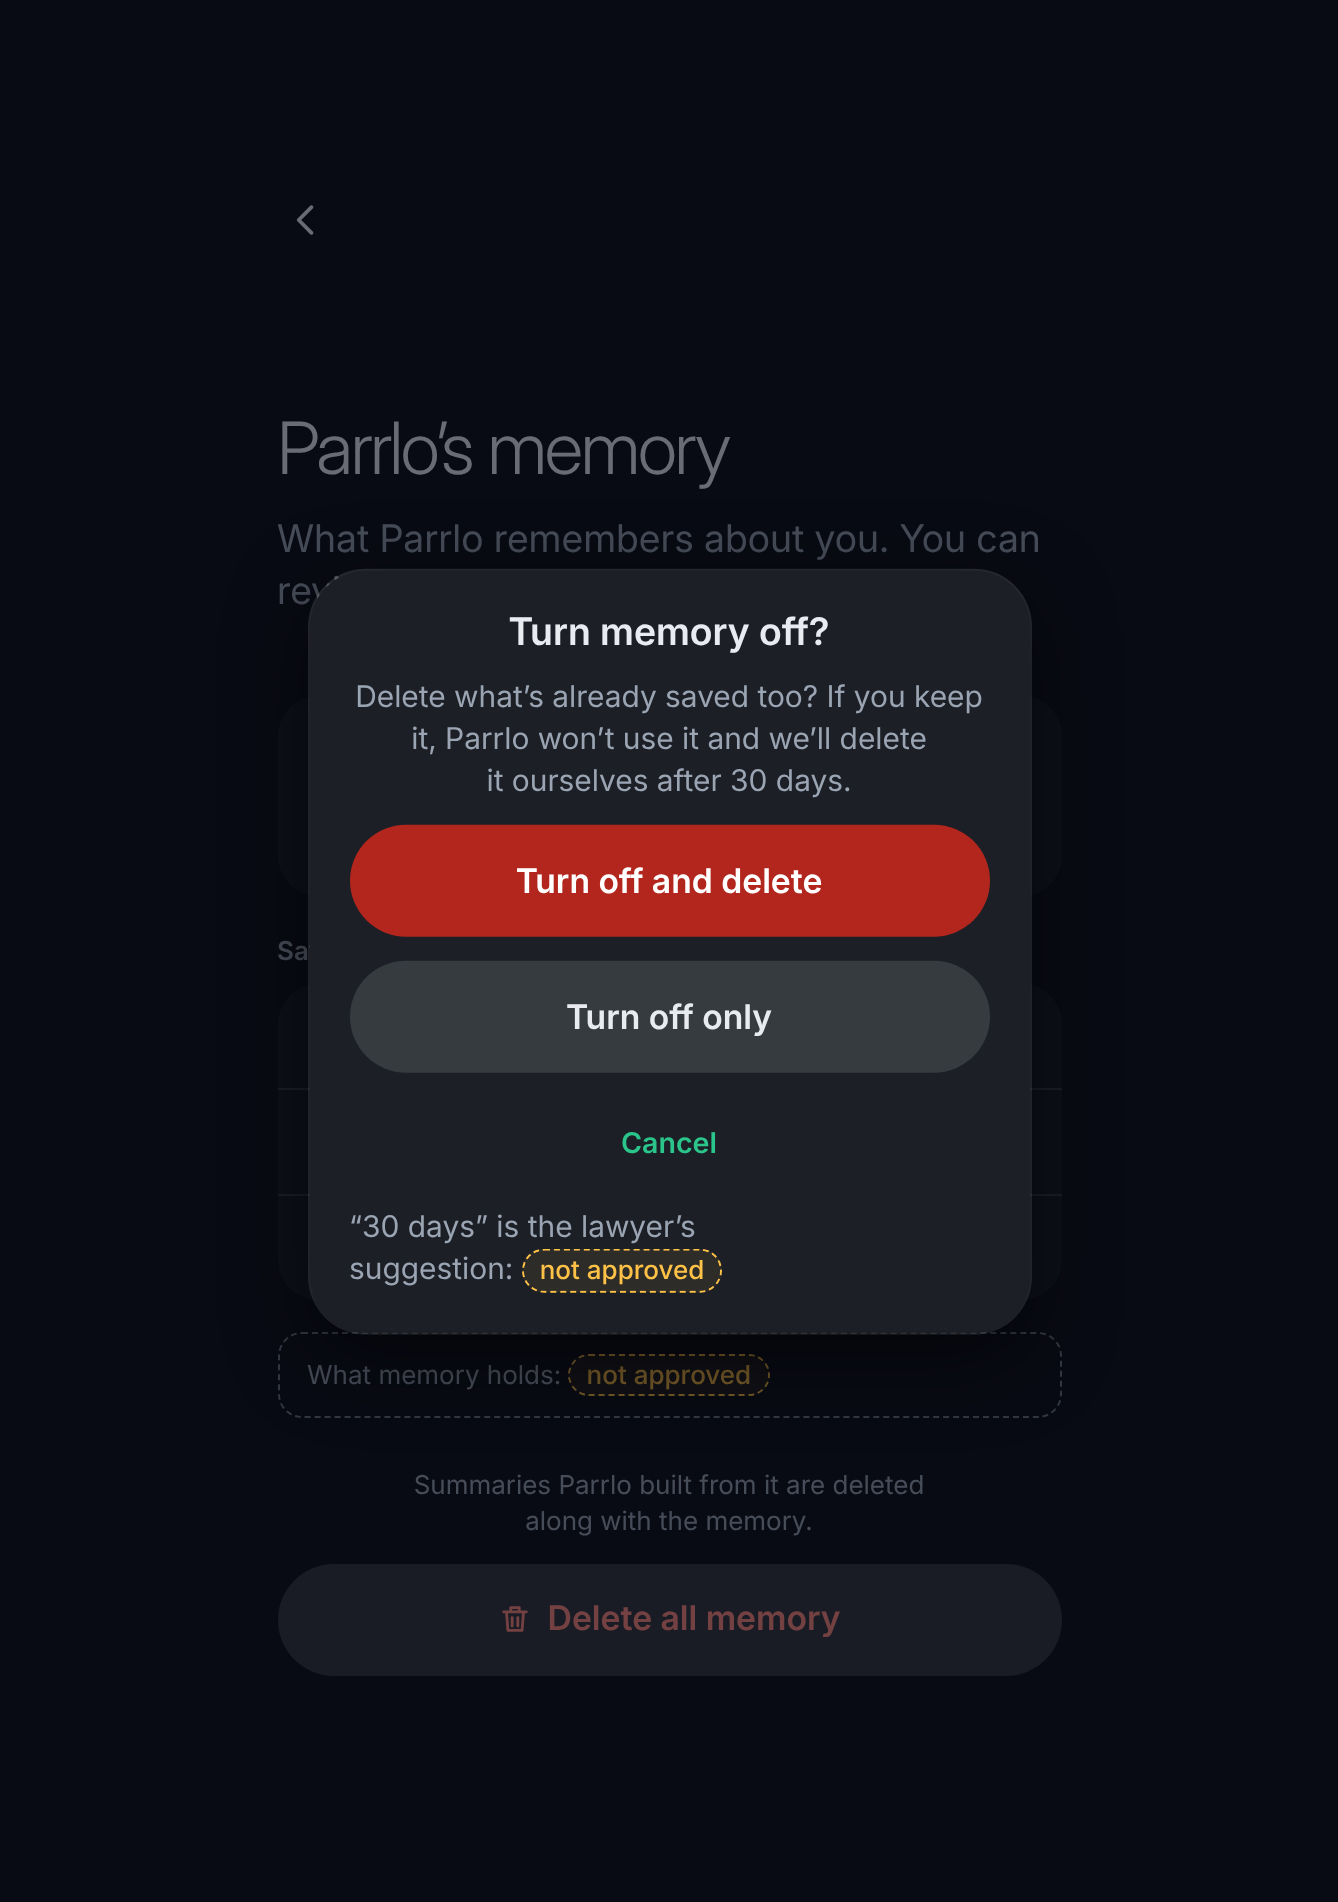 Parrlo’s memory
What Parrlo remembers about you. You can
Turn memory off?
Delete what’s already saved too? If you keep
it, Parrlo won’t use it and we’ll delete
it ourselves after 30 days.
Turn off and delete
Turn off only
Cancel
“30 days” is the lawyer’s
suggestion: not approved
What memory holds: not approved
Summaries Parrlo built from it are deleted
along with the memory.
Delete all memory